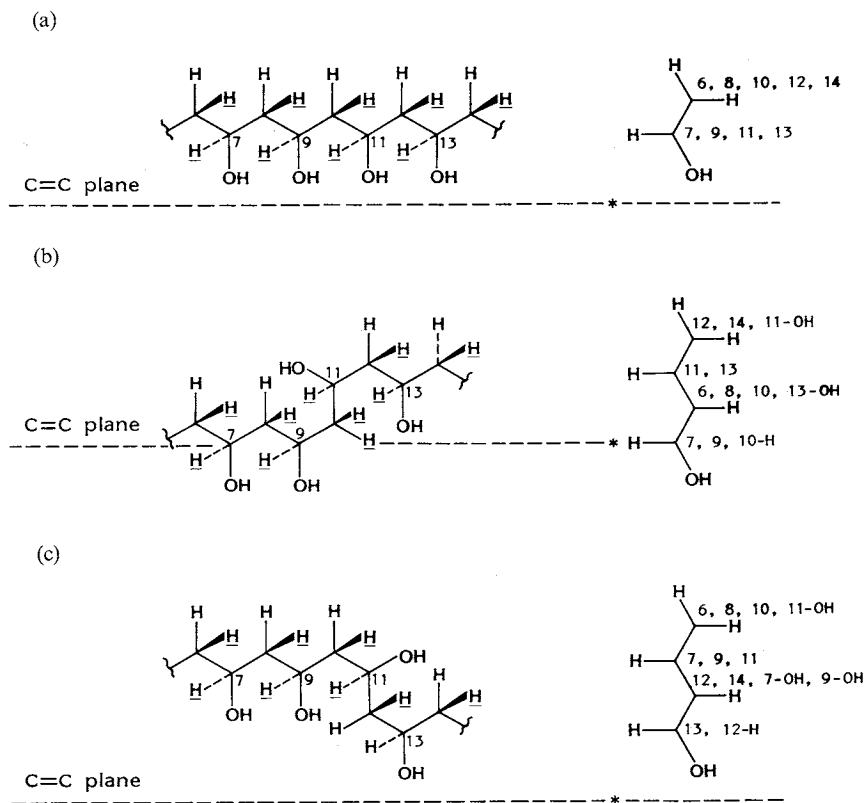 (a)
H H H H H H
6, 8, 10, 12, 14
H H H H H H
7 9 11 13
H H H H H 7, 9, 11, 13
OH OH OH OH OH
C=C plane
*
(b)
H H H
12, 14, 11-OH
HO 11 H H H
H H H 13 H 11, 13
H H OH 6, 8, 10, 13-OH
H H H
C=C plane 7 9 H * H 7, 9, 10-H
H H
OH OH OH
(c)
H
H H H 6, 8, 10, 11-OH
H
H H H OH H 7, 9, 11
7 9 11 H 12, 14, 7-OH, 9-OH
H H H H H
OH OH H 13 H 13, 12-H
H
OH OH
C=C plane
*